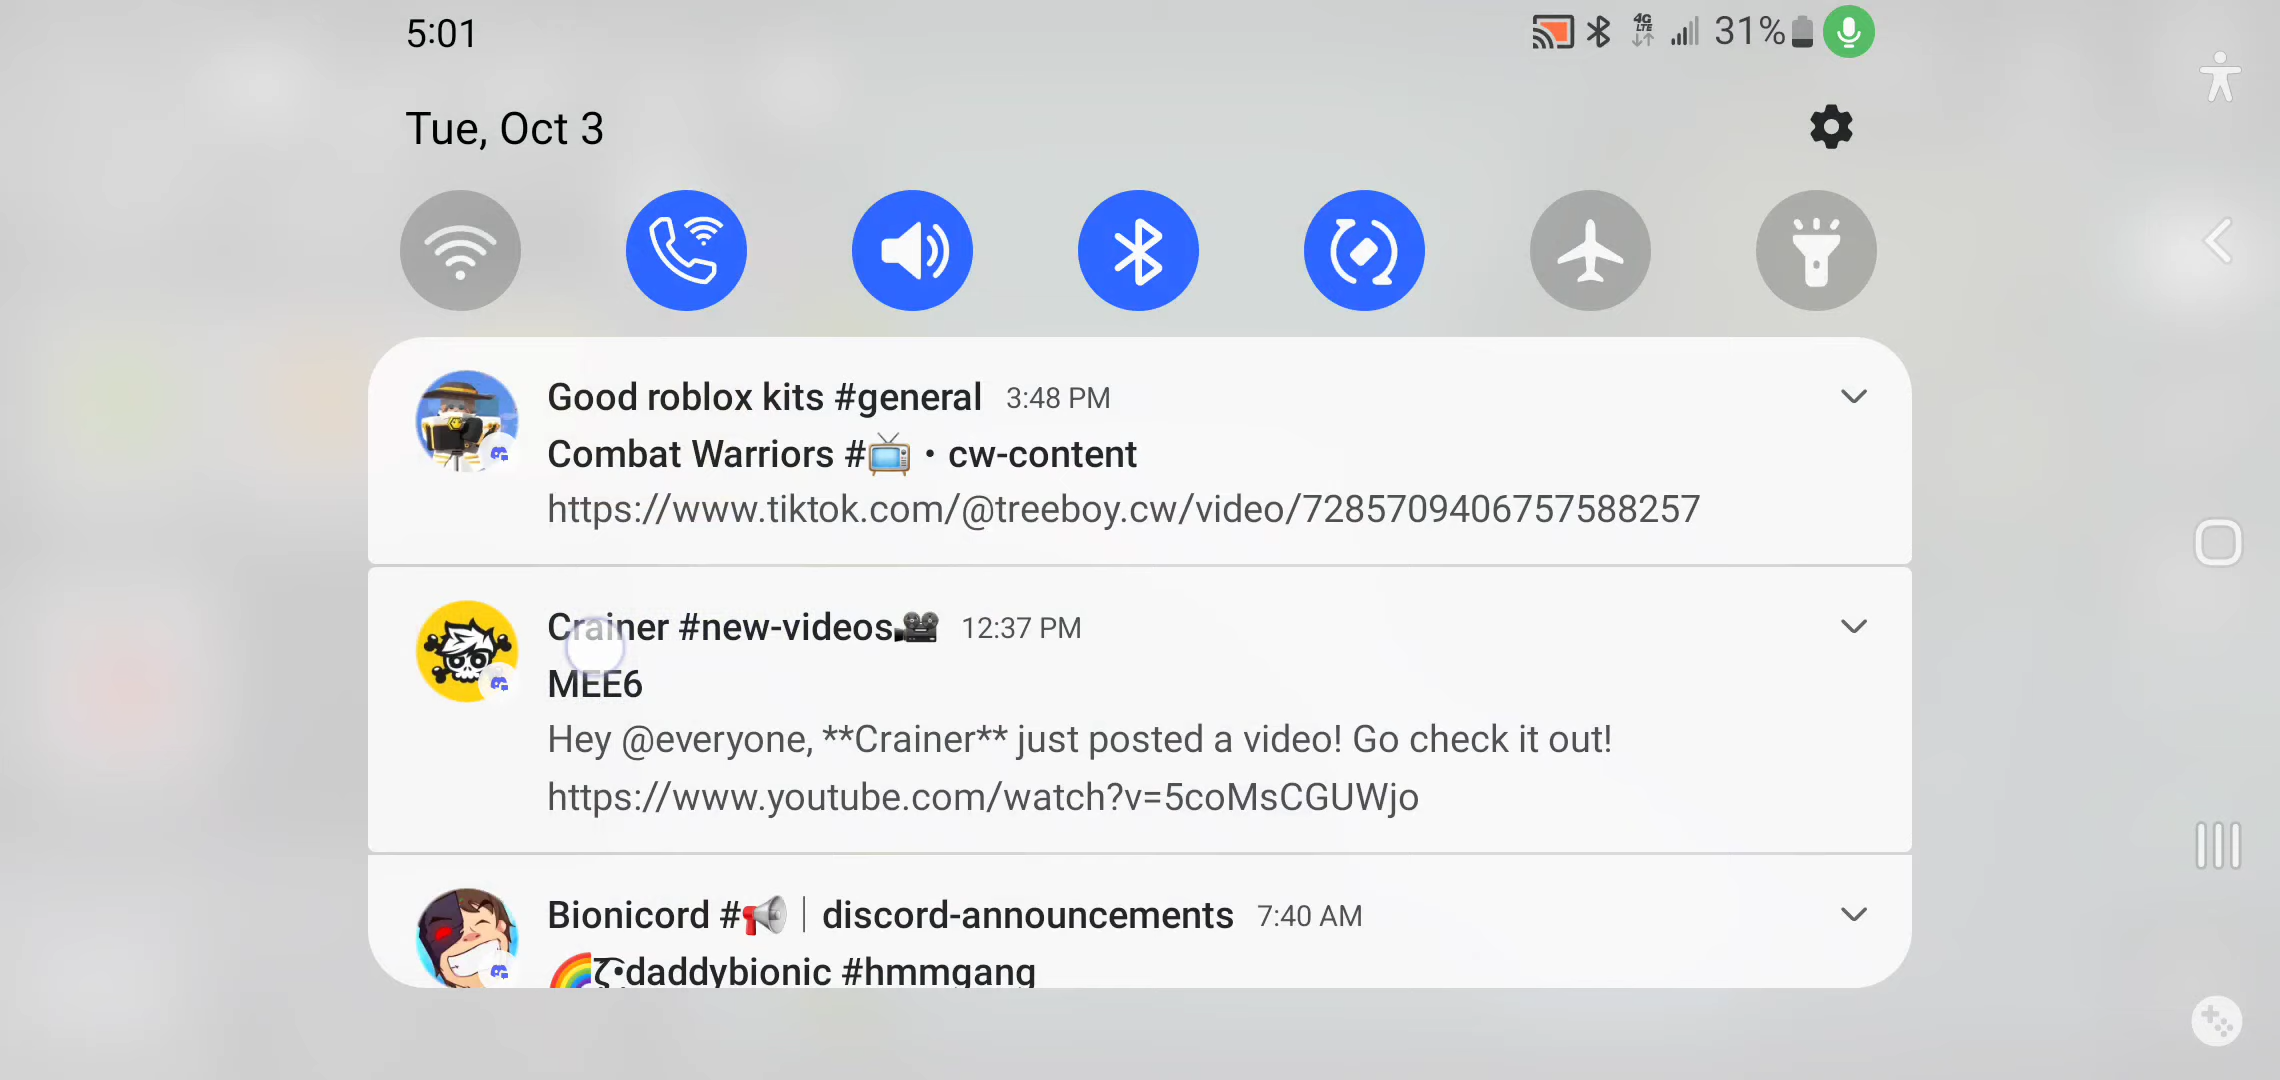 5:01
4G LTE 31%
Tue, Oct 3
Good roblox kits #general 3:48 PM
Combat Warriors #📺・cw-content
https://www.tiktok.com/@treeboy.cw/video/7285709406757588257
Crainer #new-videos🎥 12:37 PM
MEE6
Hey @everyone, **Crainer** just posted a video! Go check it out!
https://www.youtube.com/watch?v=5coMsCGUWjo
Bionicord #📢│discord-announcements 7:40 AM
daddybionic #hmmgang